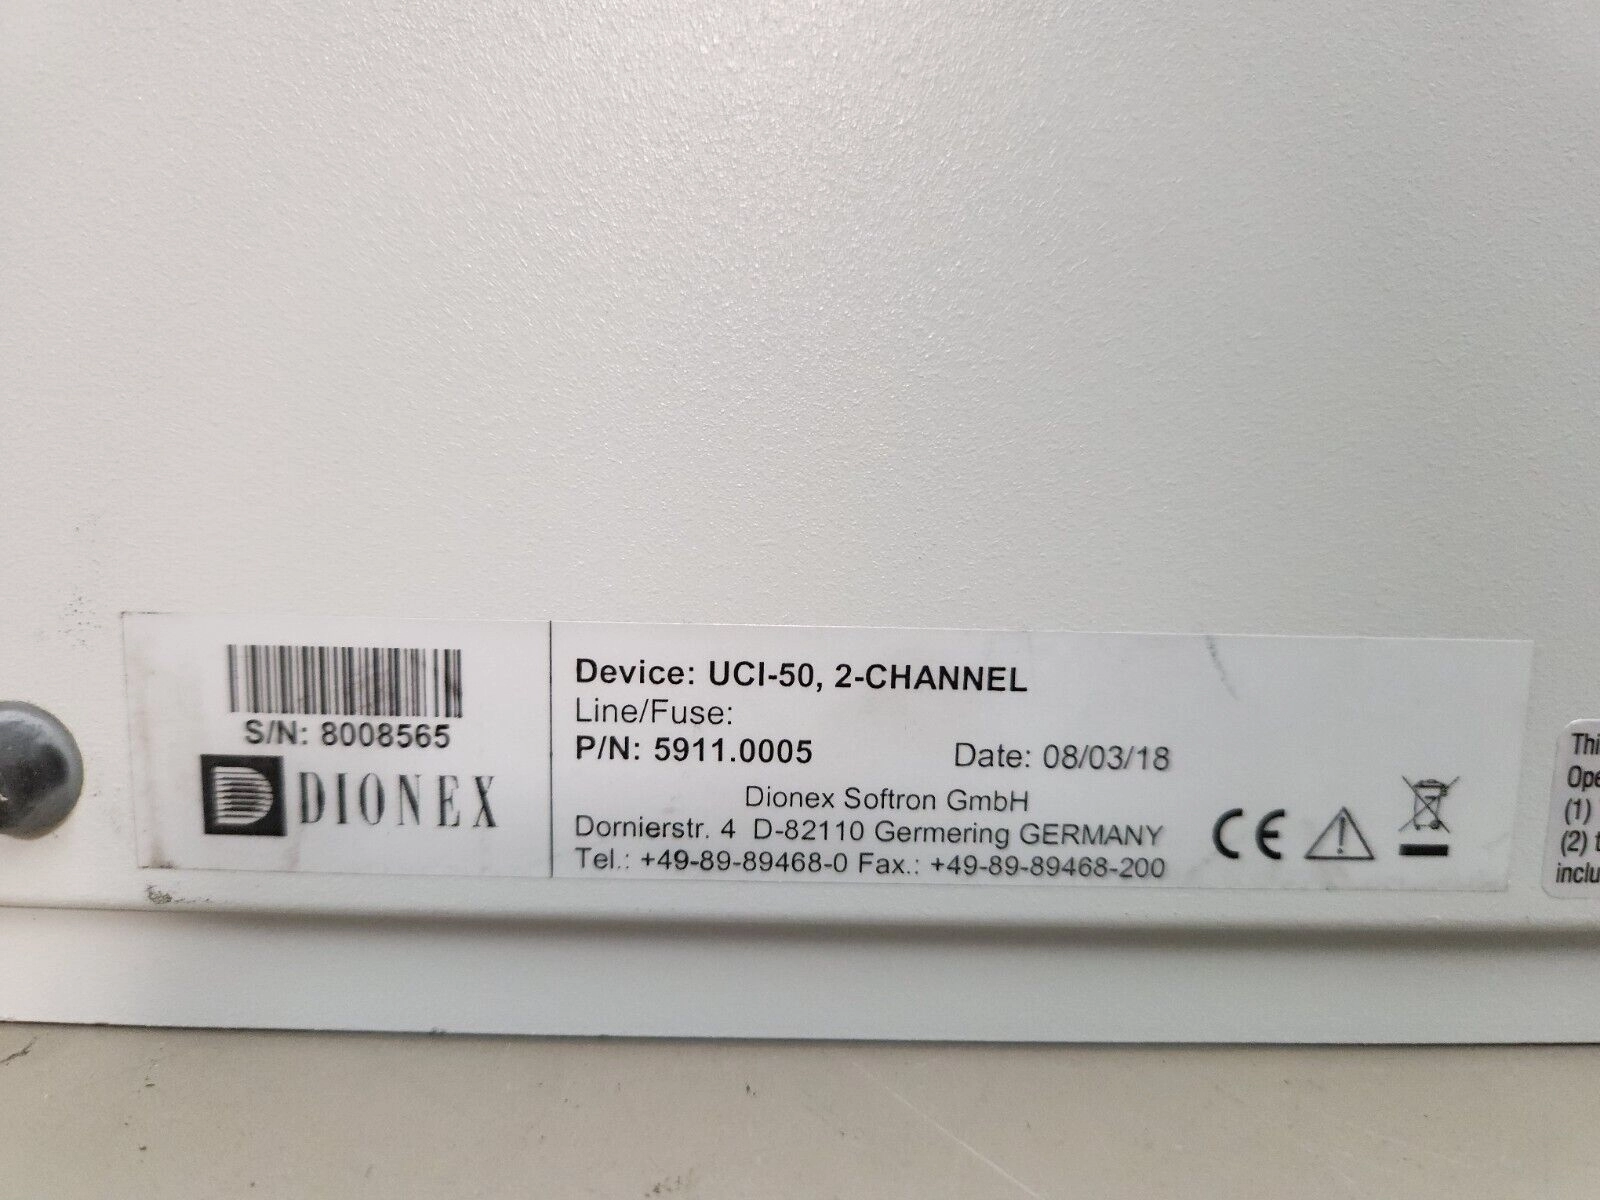 S/N: 8008565
DIONEX
Device: UCI-50, 2-CHANNEL
Line/Fuse:
P/N: 5911.0005 Date: 08/03/18
Dionex Softron GmbH
Dornierstr. 4 D-82110 Germering GERMANY
Tel.: +49-89-89468-0 Fax.: +49-89-89468-200
CE
Thi
Ope
(1)
(2) t
inclu